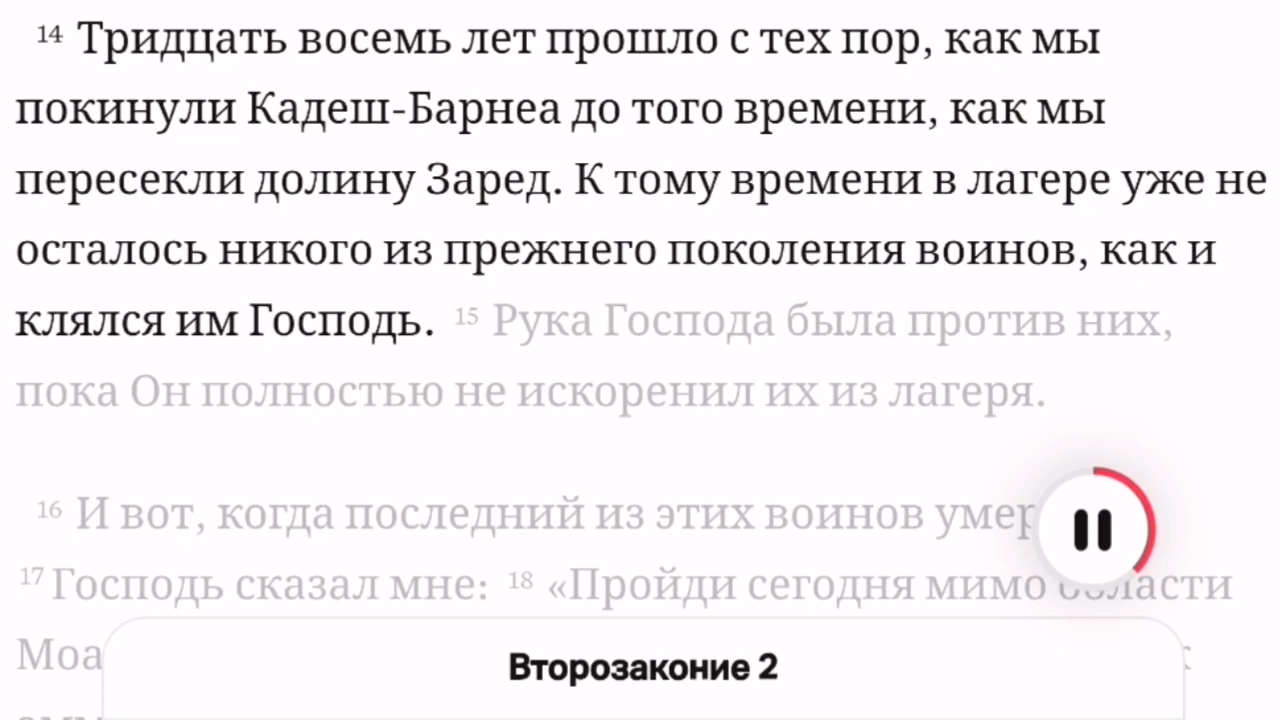 14 Тридцать восемь лет прошло с тех пор, как мы
покинули Кадеш-Барнеа до того времени, как мы
пересекли долину Заред. К тому времени в лагере уже не
осталось никого из прежнего поколения воинов, как и
клялся им Господь. 15 Рука Господа была против них,
пока Он полностью не искоренил их из лагеря.
16 И вот, когда последний из этих воинов
17 Господь сказал мне: 18 «Пройди сегодня мимо
Второзаконие 2